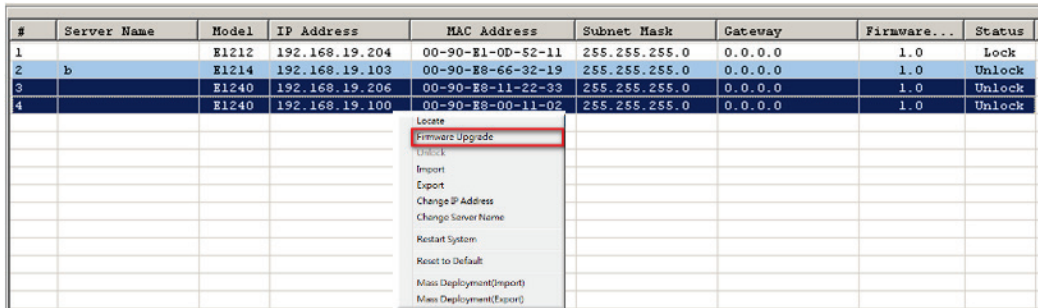 # Server Name Model IP Address MAC Address Subnet Mask Gateway Firmware... Status
1 E1212 192.168.19.204 00-90-E1-0D-52-11 255.255.255.0 0.0.0.0 1.0 Lock
2 b E1214 192.168.19.103 00-90-E8-66-32-19 255.255.255.0 0.0.0.0 1.0 Unlock
3 E1240 192.168.19.206 00-90-E8-11-22-33 255.255.255.0 0.0.0.0 1.0 Unlock
4 E1240 192.168.19.100 00-90-E8-00-11-02 255.255.255.0 0.0.0.0 1.0 Unlock
Locate
Firmware Upgrade
Unlock
Import
Export
Change IP Address
Change Server Name
Restart System
Reset to Default
Mass Deployment(Import)
Mass Deployment(Export)